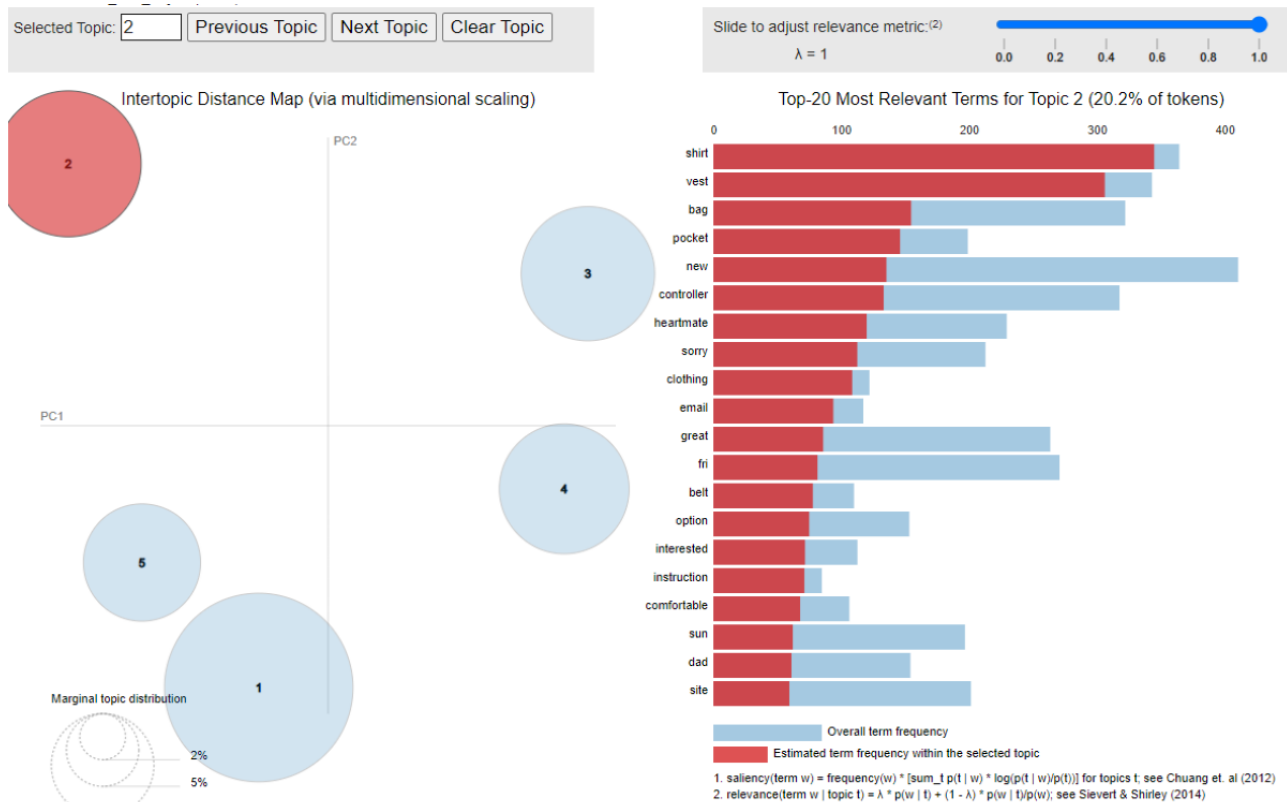 Selected Topic: 2 Previous Topic Next Topic Clear Topic
Slide to adjust relevance metric:(2)
λ = 1
0.0 0.2 0.4 0.6 0.8 1.0
Intertopic Distance Map (via multidimensional scaling)
PC2
PC1
2
3
4
5
1
Marginal topic distribution
2%
5%
Top-20 Most Relevant Terms for Topic 2 (20.2% of tokens)
0 100 200 300 400
shirt
vest
bag
pocket
new
controller
heartmate
sorry
clothing
email
great
fri
belt
option
interested
instruction
comfortable
sun
dad
site
Overall term frequency
Estimated term frequency within the selected topic
1. saliency(term w) = frequency(w) * [sum_t p(t | w) * log(p(t | w)/p(t))] for topics t; see Chuang et. al (2012)
2. relevance(term w | topic t) = λ * p(w | t) + (1 - λ) * p(w | t)/p(w); see Sievert & Shirley (2014)